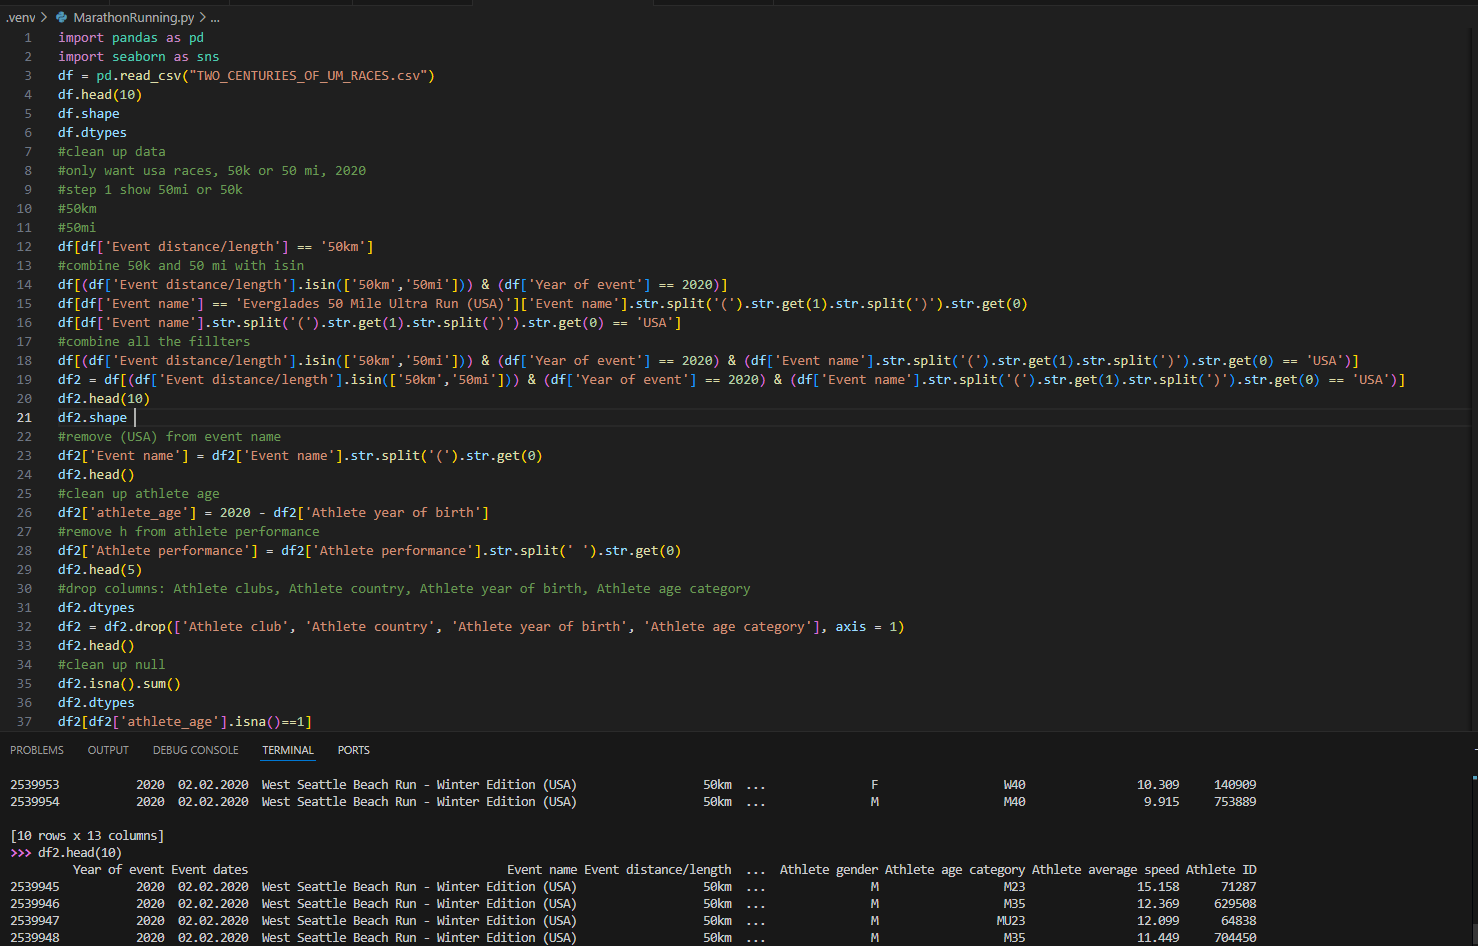 .venv > MarathonRunning.py > ...
1 import pandas as pd
2 import seaborn as sns
3 df = pd.read_csv("TWO_CENTURIES_OF_UM_RACES.csv")
4 df.head(10)
5 df.shape
6 df.dtypes
7 #clean up data
8 #only want usa races, 50k or 50 mi, 2020
9 #step 1 show 50mi or 50k
10 #50km
11 #50mi
12 df[df['Event distance/length'] == '50km']
13 #combine 50k and 50 mi with isin
14 df[(df['Event distance/length'].isin(['50km','50mi'])) & (df['Year of event'] == 2020)]
15 df[df['Event name'] == 'Everglades 50 Mile Ultra Run (USA)']['Event name'].str.split('(').str.get(1).str.split(')').str.get(0)
16 df[df['Event name'].str.split('(').str.get(1).str.split(')').str.get(0) == 'USA']
17 #combine all the fillters
18 df[(df['Event distance/length'].isin(['50km','50mi'])) & (df['Year of event'] == 2020) & (df['Event name'].str.split('(').str.get(1).str.split(')').str.get(0) == 'USA')]
19 df2 = df[(df['Event distance/length'].isin(['50km','50mi'])) & (df['Year of event'] == 2020) & (df['Event name'].str.split('(').str.get(1).str.split(')').str.get(0) == 'USA')]
20 df2.head(10)
21 df2.shape
22 #remove (USA) from event name
23 df2['Event name'] = df2['Event name'].str.split('(').str.get(0)
24 df2.head()
25 #clean up athlete age
26 df2['athlete_age'] = 2020 - df2['Athlete year of birth']
27 #remove h from athlete performance
28 df2['Athlete performance'] = df2['Athlete performance'].str.split(' ').str.get(0)
29 df2.head(5)
30 #drop columns: Athlete clubs, Athlete country, Athlete year of birth, Athlete age category
31 df2.dtypes
32 df2 = df2.drop(['Athlete club', 'Athlete country', 'Athlete year of birth', 'Athlete age category'], axis = 1)
33 df2.head()
34 #clean up null
35 df2.isna().sum()
36 df2.dtypes
37 df2[df2['athlete_age'].isna()==1]
PROBLEMS OUTPUT DEBUG CONSOLE TERMINAL PORTS
2539953 2020 02.02.2020 West Seattle Beach Run - Winter Edition (USA) 50km ... F W40 10.309 140909
2539954 2020 02.02.2020 West Seattle Beach Run - Winter Edition (USA) 50km ... M M40 9.915 753889
[10 rows x 13 columns]
>>> df2.head(10)
Year of event Event dates Event name Event distance/length ... Athlete gender Athlete age category Athlete average speed Athlete ID
2539945 2020 02.02.2020 West Seattle Beach Run - Winter Edition (USA) 50km ... M M23 15.158 71287
2539946 2020 02.02.2020 West Seattle Beach Run - Winter Edition (USA) 50km ... M M35 12.369 629508
2539947 2020 02.02.2020 West Seattle Beach Run - Winter Edition (USA) 50km ... M MU23 12.099 64838
2539948 2020 02.02.2020 West Seattle Beach Run - Winter Edition (USA) 50km ... M M35 11.449 704450